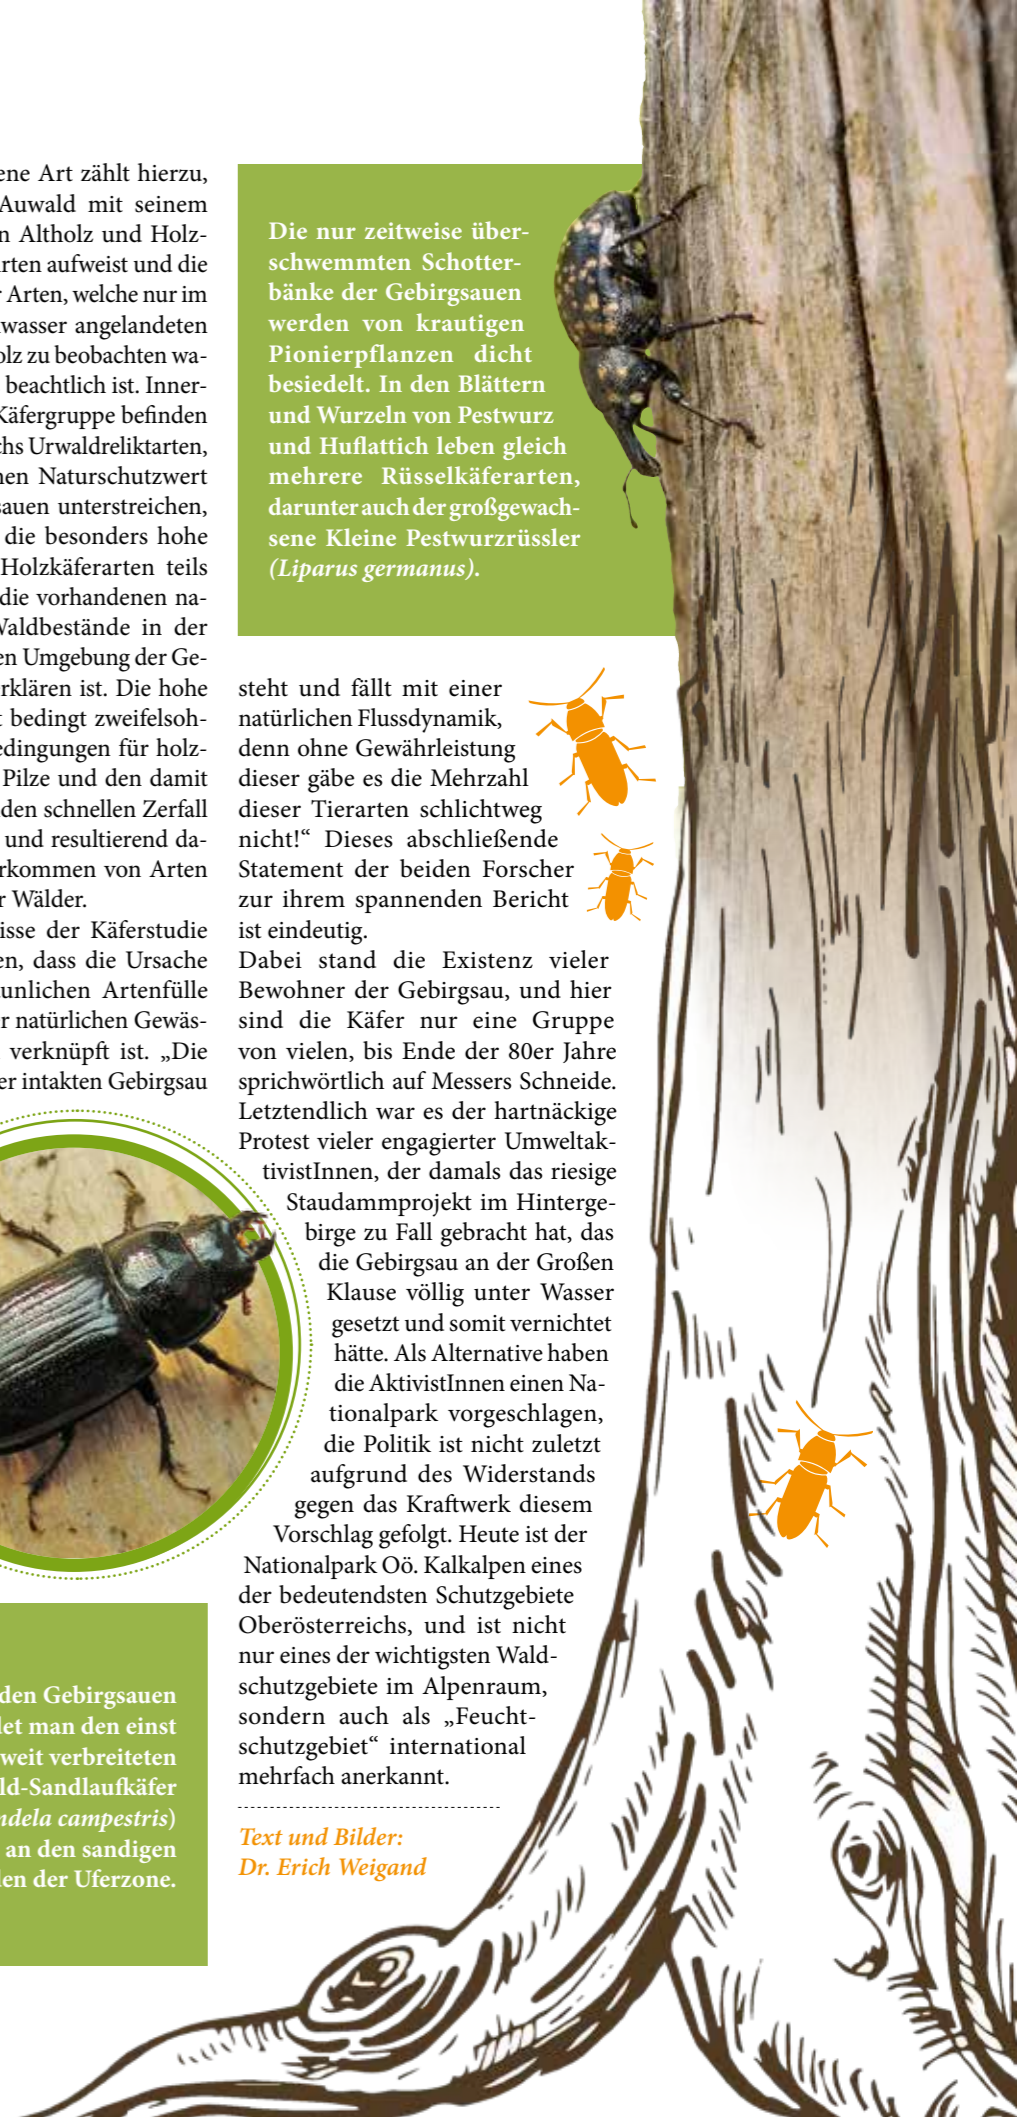 ene Art zählt hierzu,
Auwald mit seinem
n Altholz und Holz-
rten aufweist und die
Arten, welche nur im
wasser angelandeten
olz zu beobachten wa-
beachtlich ist. Inner-
Käfergruppe befinden
chs Urwaldreliktarten,
nen Naturschutzwert
sauen unterstreichen,
die besonders hohe
Holzkäferarten teils
die vorhandenen na-
Waldbestände in der
en Umgebung der Ge-
rklären ist. Die hohe
t bedingt zweifelsoh-
edingungen für holz-
Pilze und den damit
den schnellen Zerfall
und resultierend da-
rkommen von Arten
r Wälder.
isse der Käferstudie
en, dass die Ursache
unlichen Artenfülle
r natürlichen Gewäs-
verknüpft ist. „Die
er intakten Gebirgsau
den Gebirgsauen
det man den einst
weit verbreiteten
ld-Sandlaufkäfer
ndela campestris)
an den sandigen
den der Uferzone.
Die nur zeitweise über-
schwemmten Schotter-
bänke der Gebirgsauen
werden von krautigen
Pionierpflanzen dicht
besiedelt. In den Blättern
und Wurzeln von Pestwurz
und Huflattich leben gleich
mehrere Rüsselkäferarten,
darunter auch der großgewach-
sene Kleine Pestwurzrüssler
(Liparus germanus).
steht und fällt mit einer
natürlichen Flussdynamik,
denn ohne Gewährleistung
dieser gäbe es die Mehrzahl
dieser Tierarten schlichtweg
nicht!“ Dieses abschließende
Statement der beiden Forscher
zur ihrem spannenden Bericht
ist eindeutig.
Dabei stand die Existenz vieler
Bewohner der Gebirgsau, und hier
sind die Käfer nur eine Gruppe
von vielen, bis Ende der 80er Jahre
sprichwörtlich auf Messers Schneide.
Letztendlich war es der hartnäckige
Protest vieler engagierter Umweltak-
tivistInnen, der damals das riesige
Staudammprojekt im Hinterge-
birge zu Fall gebracht hat, das
die Gebirgsau an der Großen
Klause völlig unter Wasser
gesetzt und somit vernichtet
hätte. Als Alternative haben
die AktivistInnen einen Na-
tionalpark vorgeschlagen,
die Politik ist nicht zuletzt
aufgrund des Widerstands
gegen das Kraftwerk diesem
Vorschlag gefolgt. Heute ist der
Nationalpark Oö. Kalkalpen eines
der bedeutendsten Schutzgebiete
Oberösterreichs, und ist nicht
nur eines der wichtigsten Wald-
schutzgebiete im Alpenraum,
sondern auch als „Feucht-
schutzgebiet“ international
mehrfach anerkannt.
Text und Bilder:
Dr. Erich Weigand